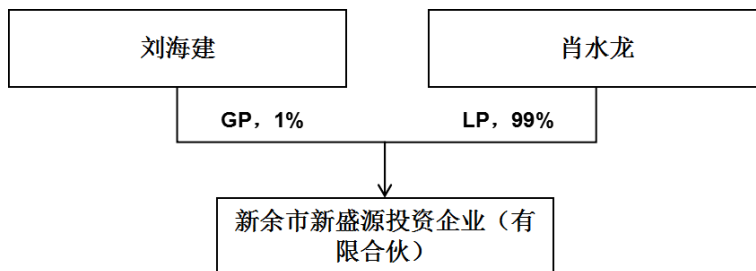 刘海建
肖水龙
GP，1%
LP，99%
新余市新盛源投资企业（有
限合伙）